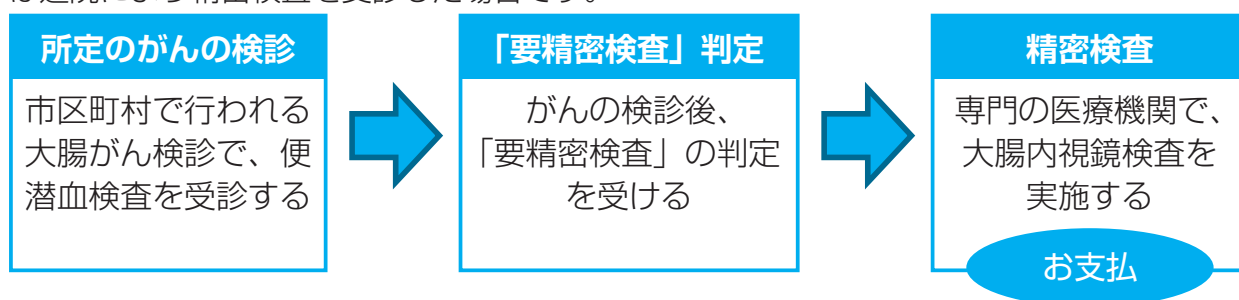 所定のがんの検診
市区町村で行われる
大腸がん検診で、便
潜血検査を受診する
「要精密検査」判定
がんの検診後、
「要精密検査」の判定
を受ける
精密検査
専門の医療機関で、
大腸内視鏡検査を
実施する
お支払